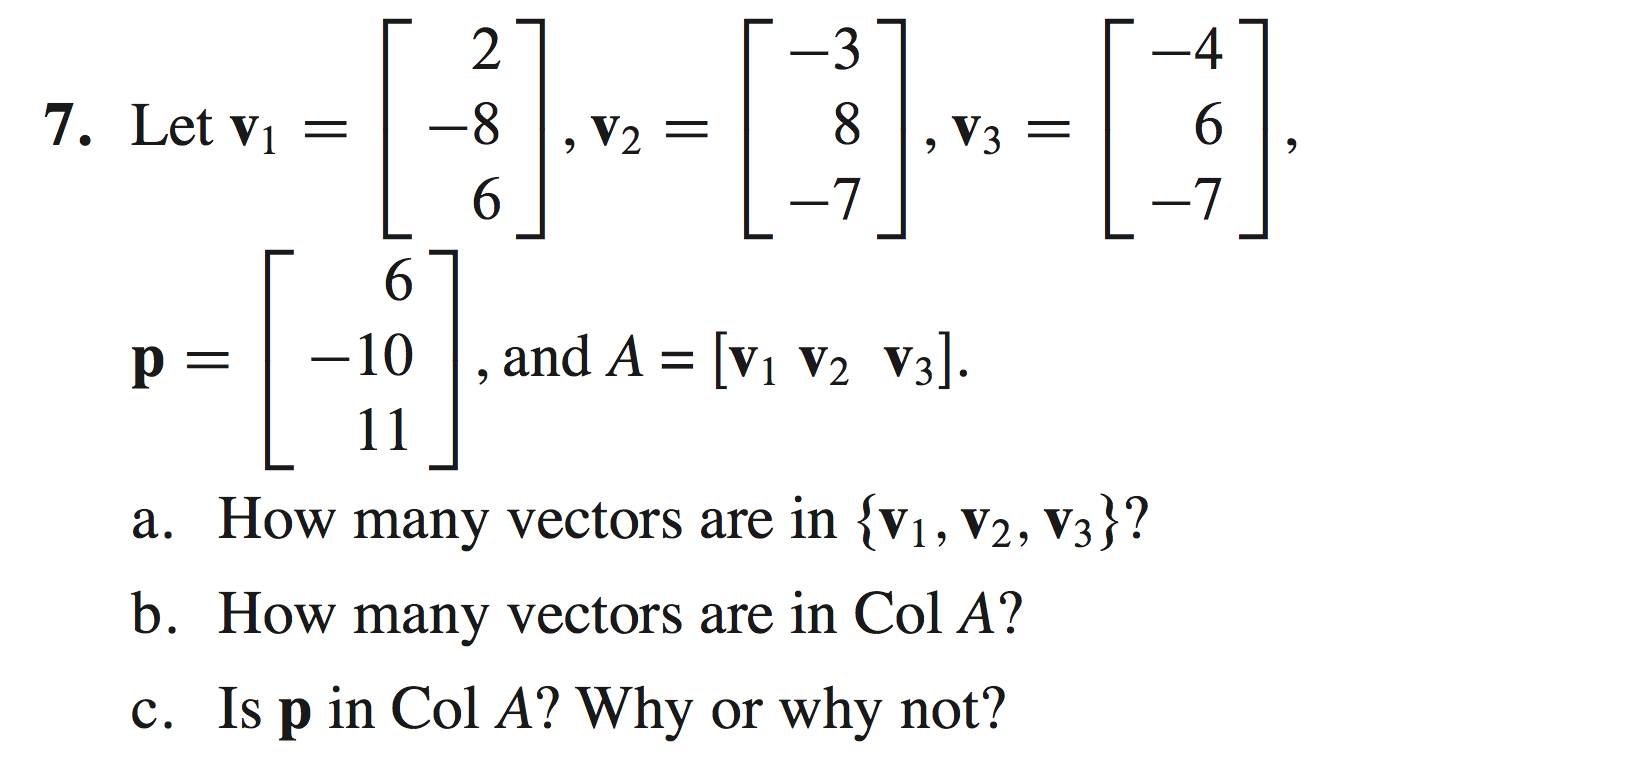 7. Let v₁ = [2 −8 6], v₂ = [−3 8 −7], v₃ = [−4 6 −7],
p = [6 −10 11], and A = [v₁ v₂ v₃].
a. How many vectors are in {v₁, v₂, v₃}?
b. How many vectors are in Col A?
c. Is p in Col A? Why or why not?